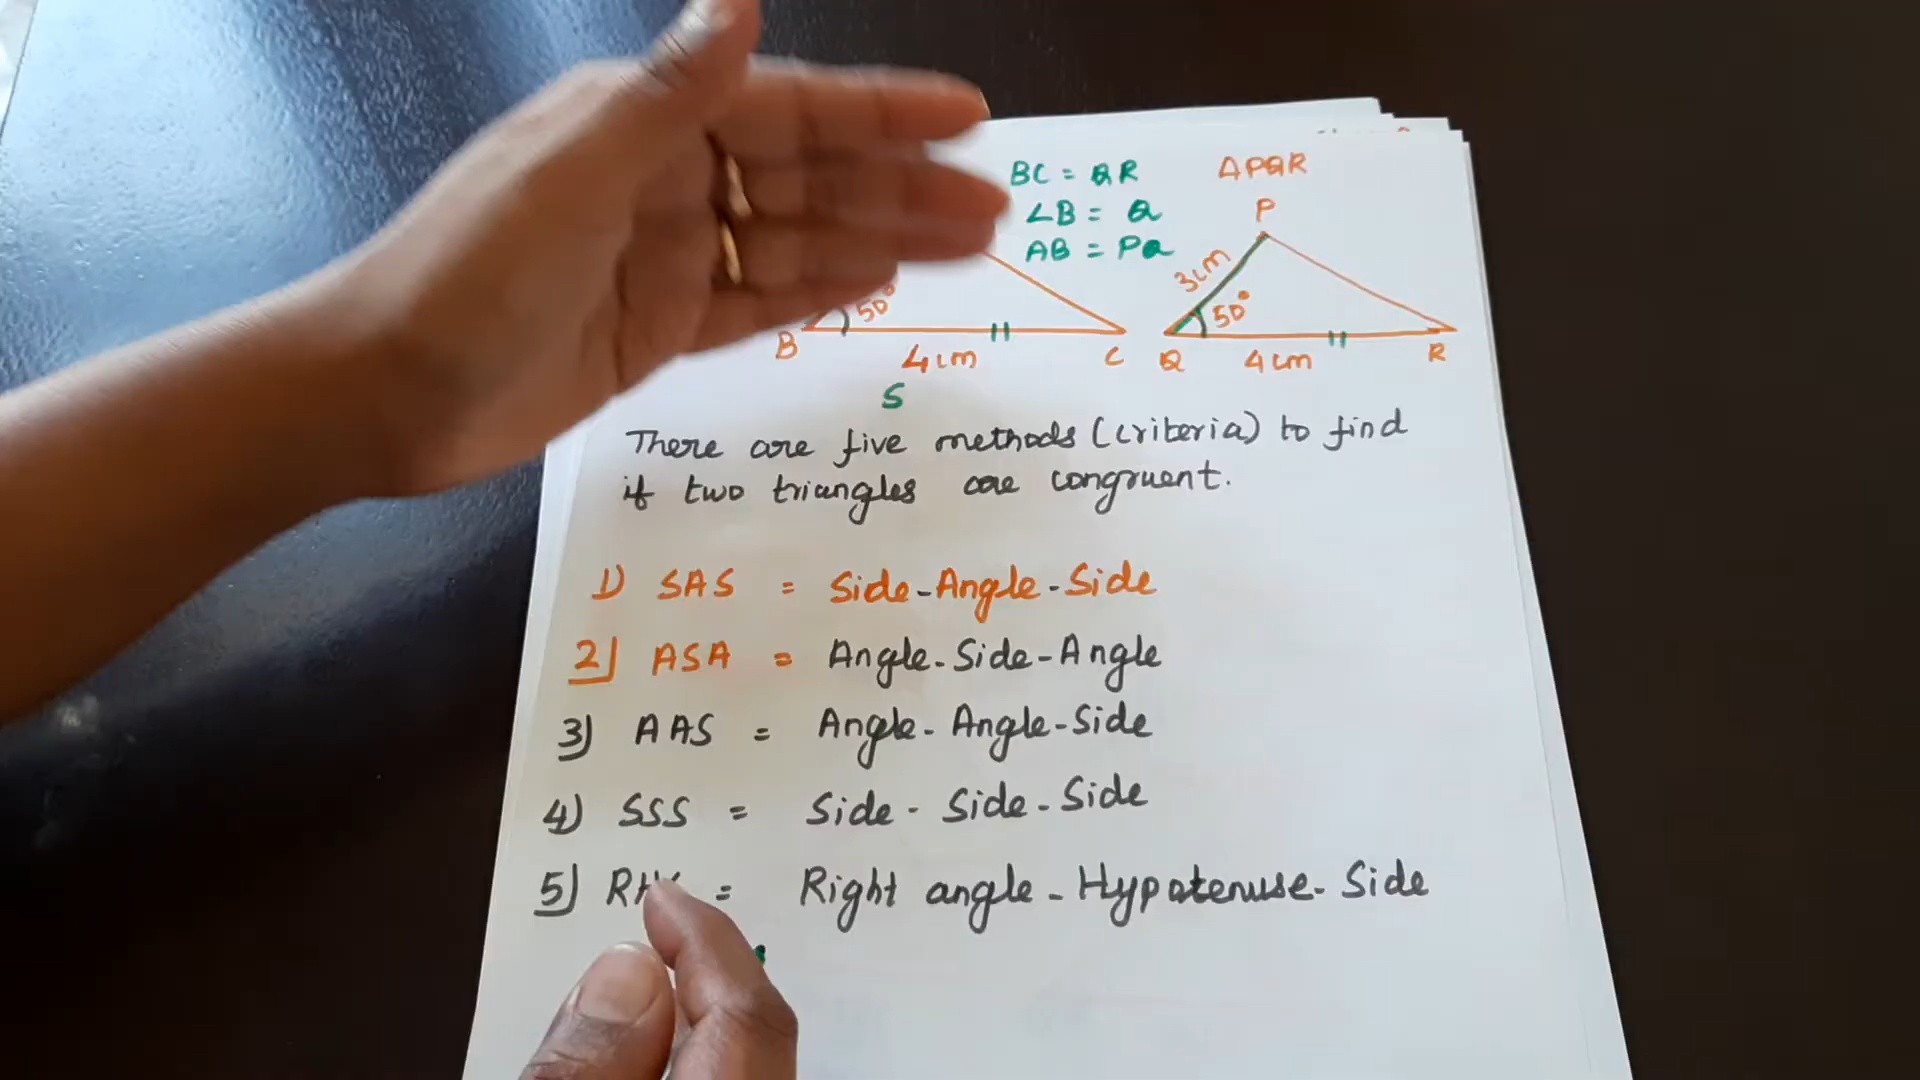 BC = QR
∠B = Q
AB = PQ
△PQR
P
3cm
50°
50°
B
4cm
C
Q
4cm
R
S
There are five methods (criteria) to find
if two triangles are congruent.
1) SAS = Side-Angle-Side
2) ASA = Angle-Side-Angle
3) AAS = Angle-Angle-Side
4) SSS = Side-Side-Side
5) = Right angle-Hypotenuse-Side